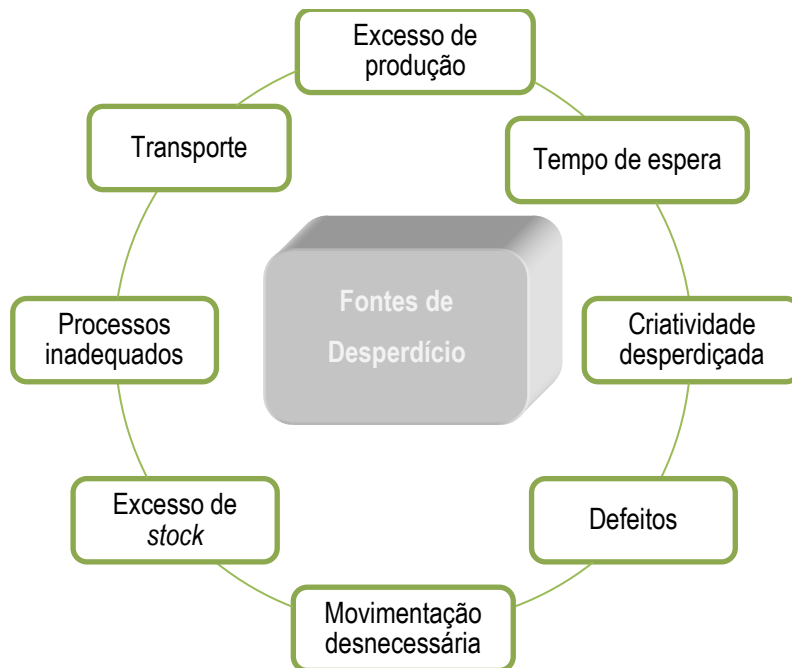 Excesso de
produção
Transporte
Tempo de espera
Fontes de
Desperdício
Processos
inadequados
Criatividade
desperdiçada
Excesso de
stock
Defeitos
Movimentação
desnecessária